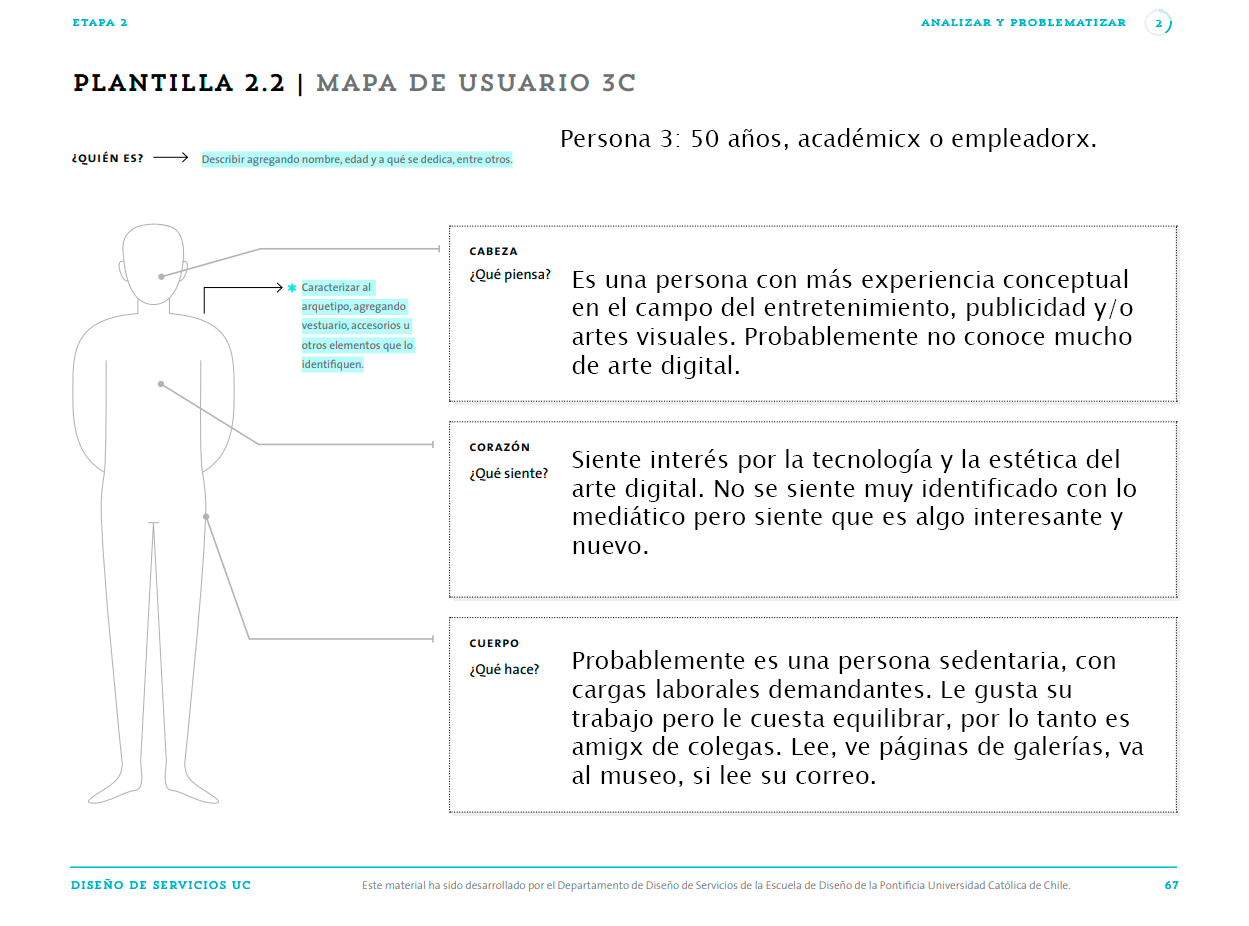 ETAPA 2
ANALIZAR Y PROBLEMATIZAR 2
PLANTILLA 2.2 | MAPA DE USUARIO 3C
Persona 3: 50 años, académicx o empleadorx.
¿QUIÉN ES?
Describir agregando nombre, edad y a qué se dedica, entre otros.
* Caracterizar al
arquetipo, agregando
vestuario, accesorios u
otros elementos que lo
identifiquen.
CABEZA
¿Qué piensa?
Es una persona con más experiencia conceptual
en el campo del entretenimiento, publicidad y/o
artes visuales. Probablemente no conoce mucho
de arte digital.
CORAZÓN
¿Qué siente?
Siente interés por la tecnología y la estética del
arte digital. No se siente muy identificado con lo
mediático pero siente que es algo interesante y
nuevo.
CUERPO
¿Qué hace?
Probablemente es una persona sedentaria, con
cargas laborales demandantes. Le gusta su
trabajo pero le cuesta equilibrar, por lo tanto es
amigx de colegas. Lee, ve páginas de galerías, va
al museo, si lee su correo.
DISEÑO DE SERVICIOS UC
Este material ha sido desarrollado por el Departamento de Diseño de Servicios de la Escuela de Diseño de la Pontificia Universidad Católica de Chile.
67